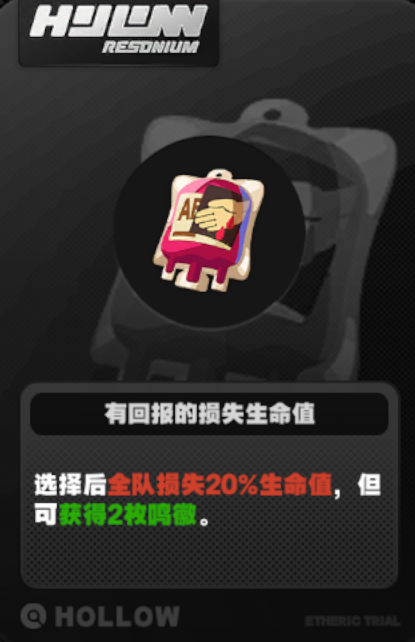 HOLLOW
RESONIUM
AB
有回报的损失生命值
选择后全队损失20%生命值，但
可获得2枚鸣徽。
HOLLOW
ETHERIC TRIAL